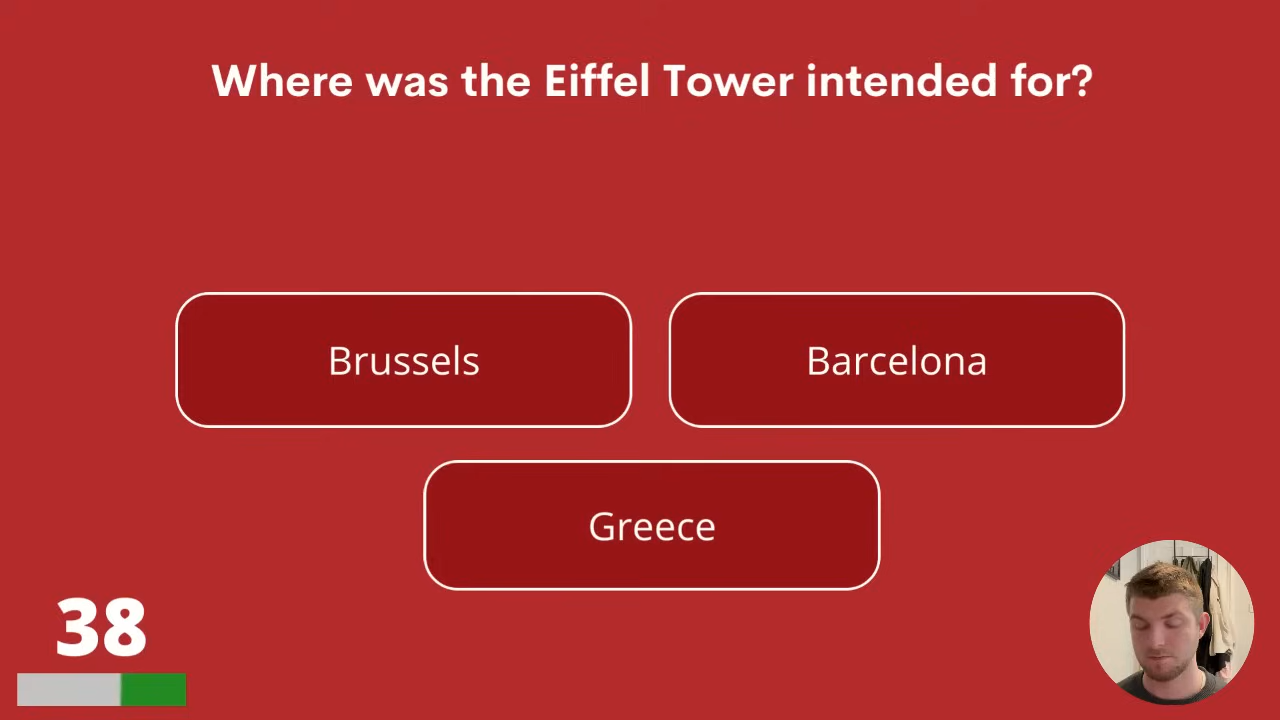 Where was the Eiffel Tower intended for?
Brussels
Barcelona
Greece
38